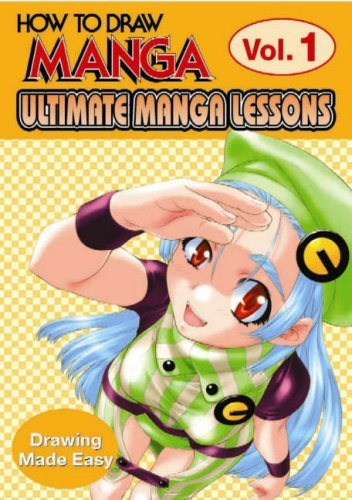 HOW TO DRAW
MANGA
Vol. 1
ULTIMATE MANGA LESSONS
Drawing
Made Easy